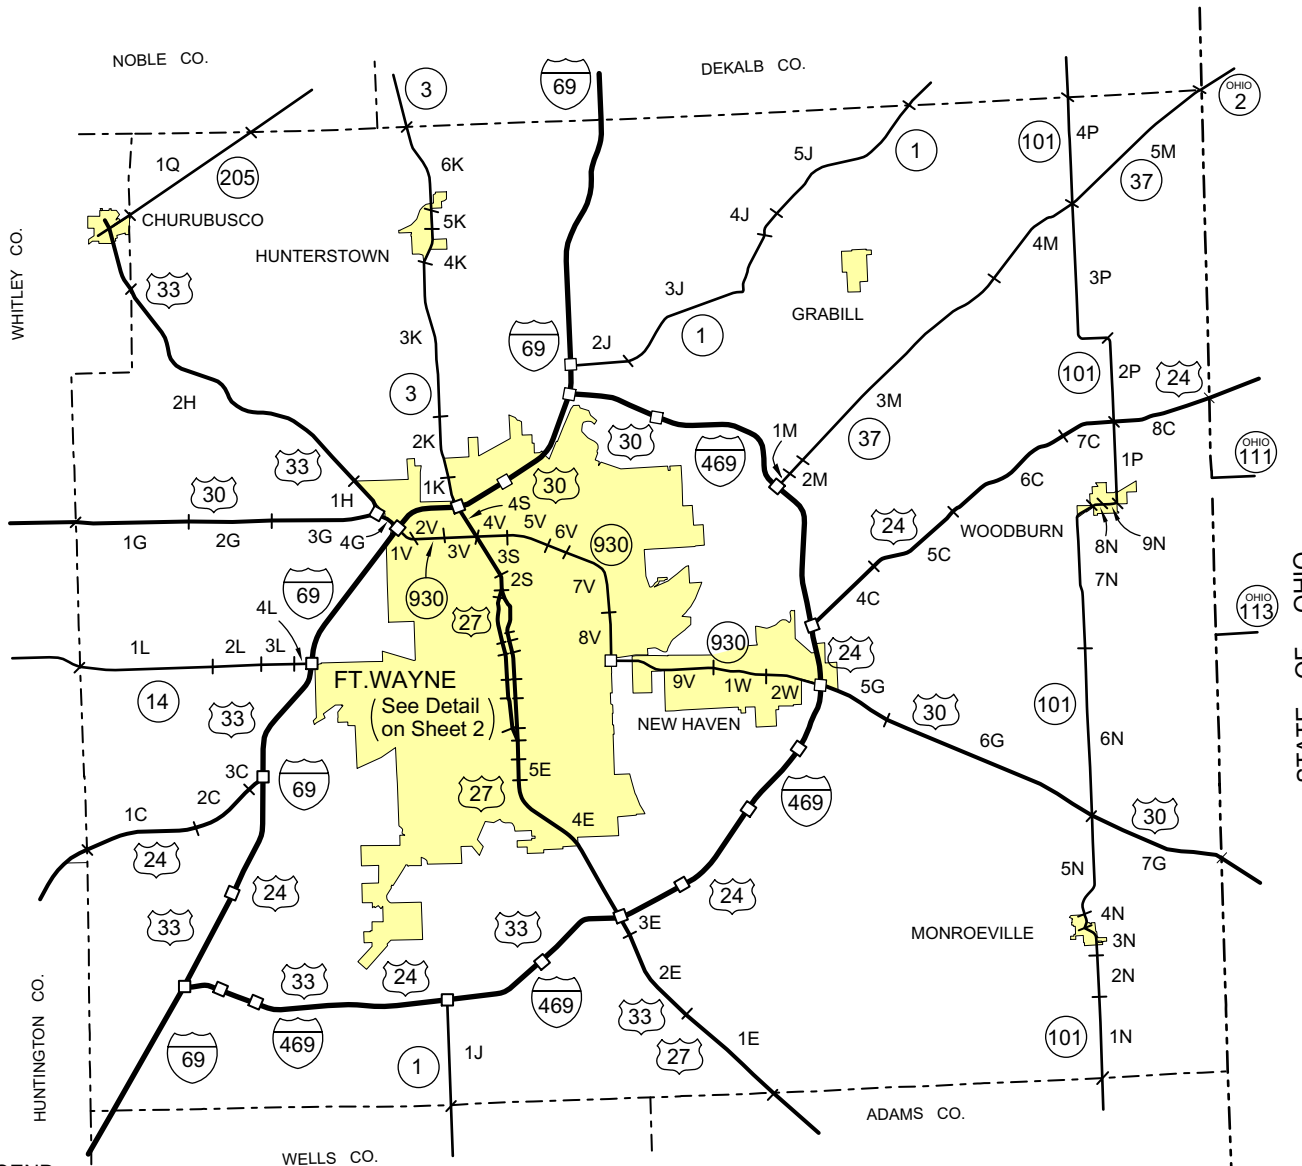 NOBLE CO.
DEKALB CO.
3
69
OHIO
2
1Q
205
6K
5J
1
101
4P
5M
37
CHURUBUSCO
5K
4J
4M
HUNTERSTOWN
4K
33
3J
3P
WHITLEY CO.
GRABILL
3K
69
2J
1
101
2P
24
2H
3
3M
1M
37
7C
8C
2K
30
469
OHIO
111
33
30
1K
30
2M
6C
1P
1H
4S
1G
2G
3G
4G
2V
4V
5V
6V
24
WOODBURN
8N
9N
1V
3V
3S
930
5C
7N
69
930
2S
7V
4C
4L
27
8V
OHIO
113
STATE OF OHIO
1L
2L
3L
930
24
14
33
FT.WAYNE
(See Detail
on Sheet 2)
9V
1W
2W
5G
101
NEW HAVEN
30
6G
6N
3C
69
2C
1C
27
5E
469
4E
30
24
7G
5N
24
33
24
33
3E
MONROEVILLE
4N
3N
2N
2E
33
24
469
33
HUNTINGTON CO.
69
469
1
1J
27
1E
101
1N
ADAMS CO.
WELLS CO.